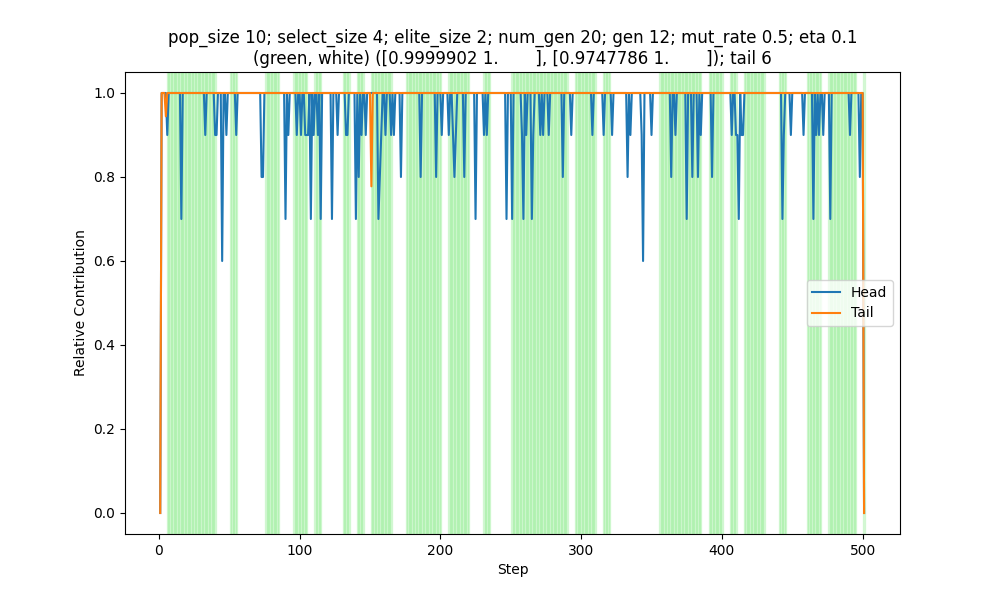 pop_size 10; select_size 4; elite_size 2; num_gen 20; gen 12; mut_rate 0.5; eta 0.1
(green, white) ([0.9999902 1.        ], [0.9747786 1.        ]); tail 6
1.0
0.8
0.6
0.4
0.2
0.0
Relative Contribution
Head
Tail
0
100
200
300
400
500
Step